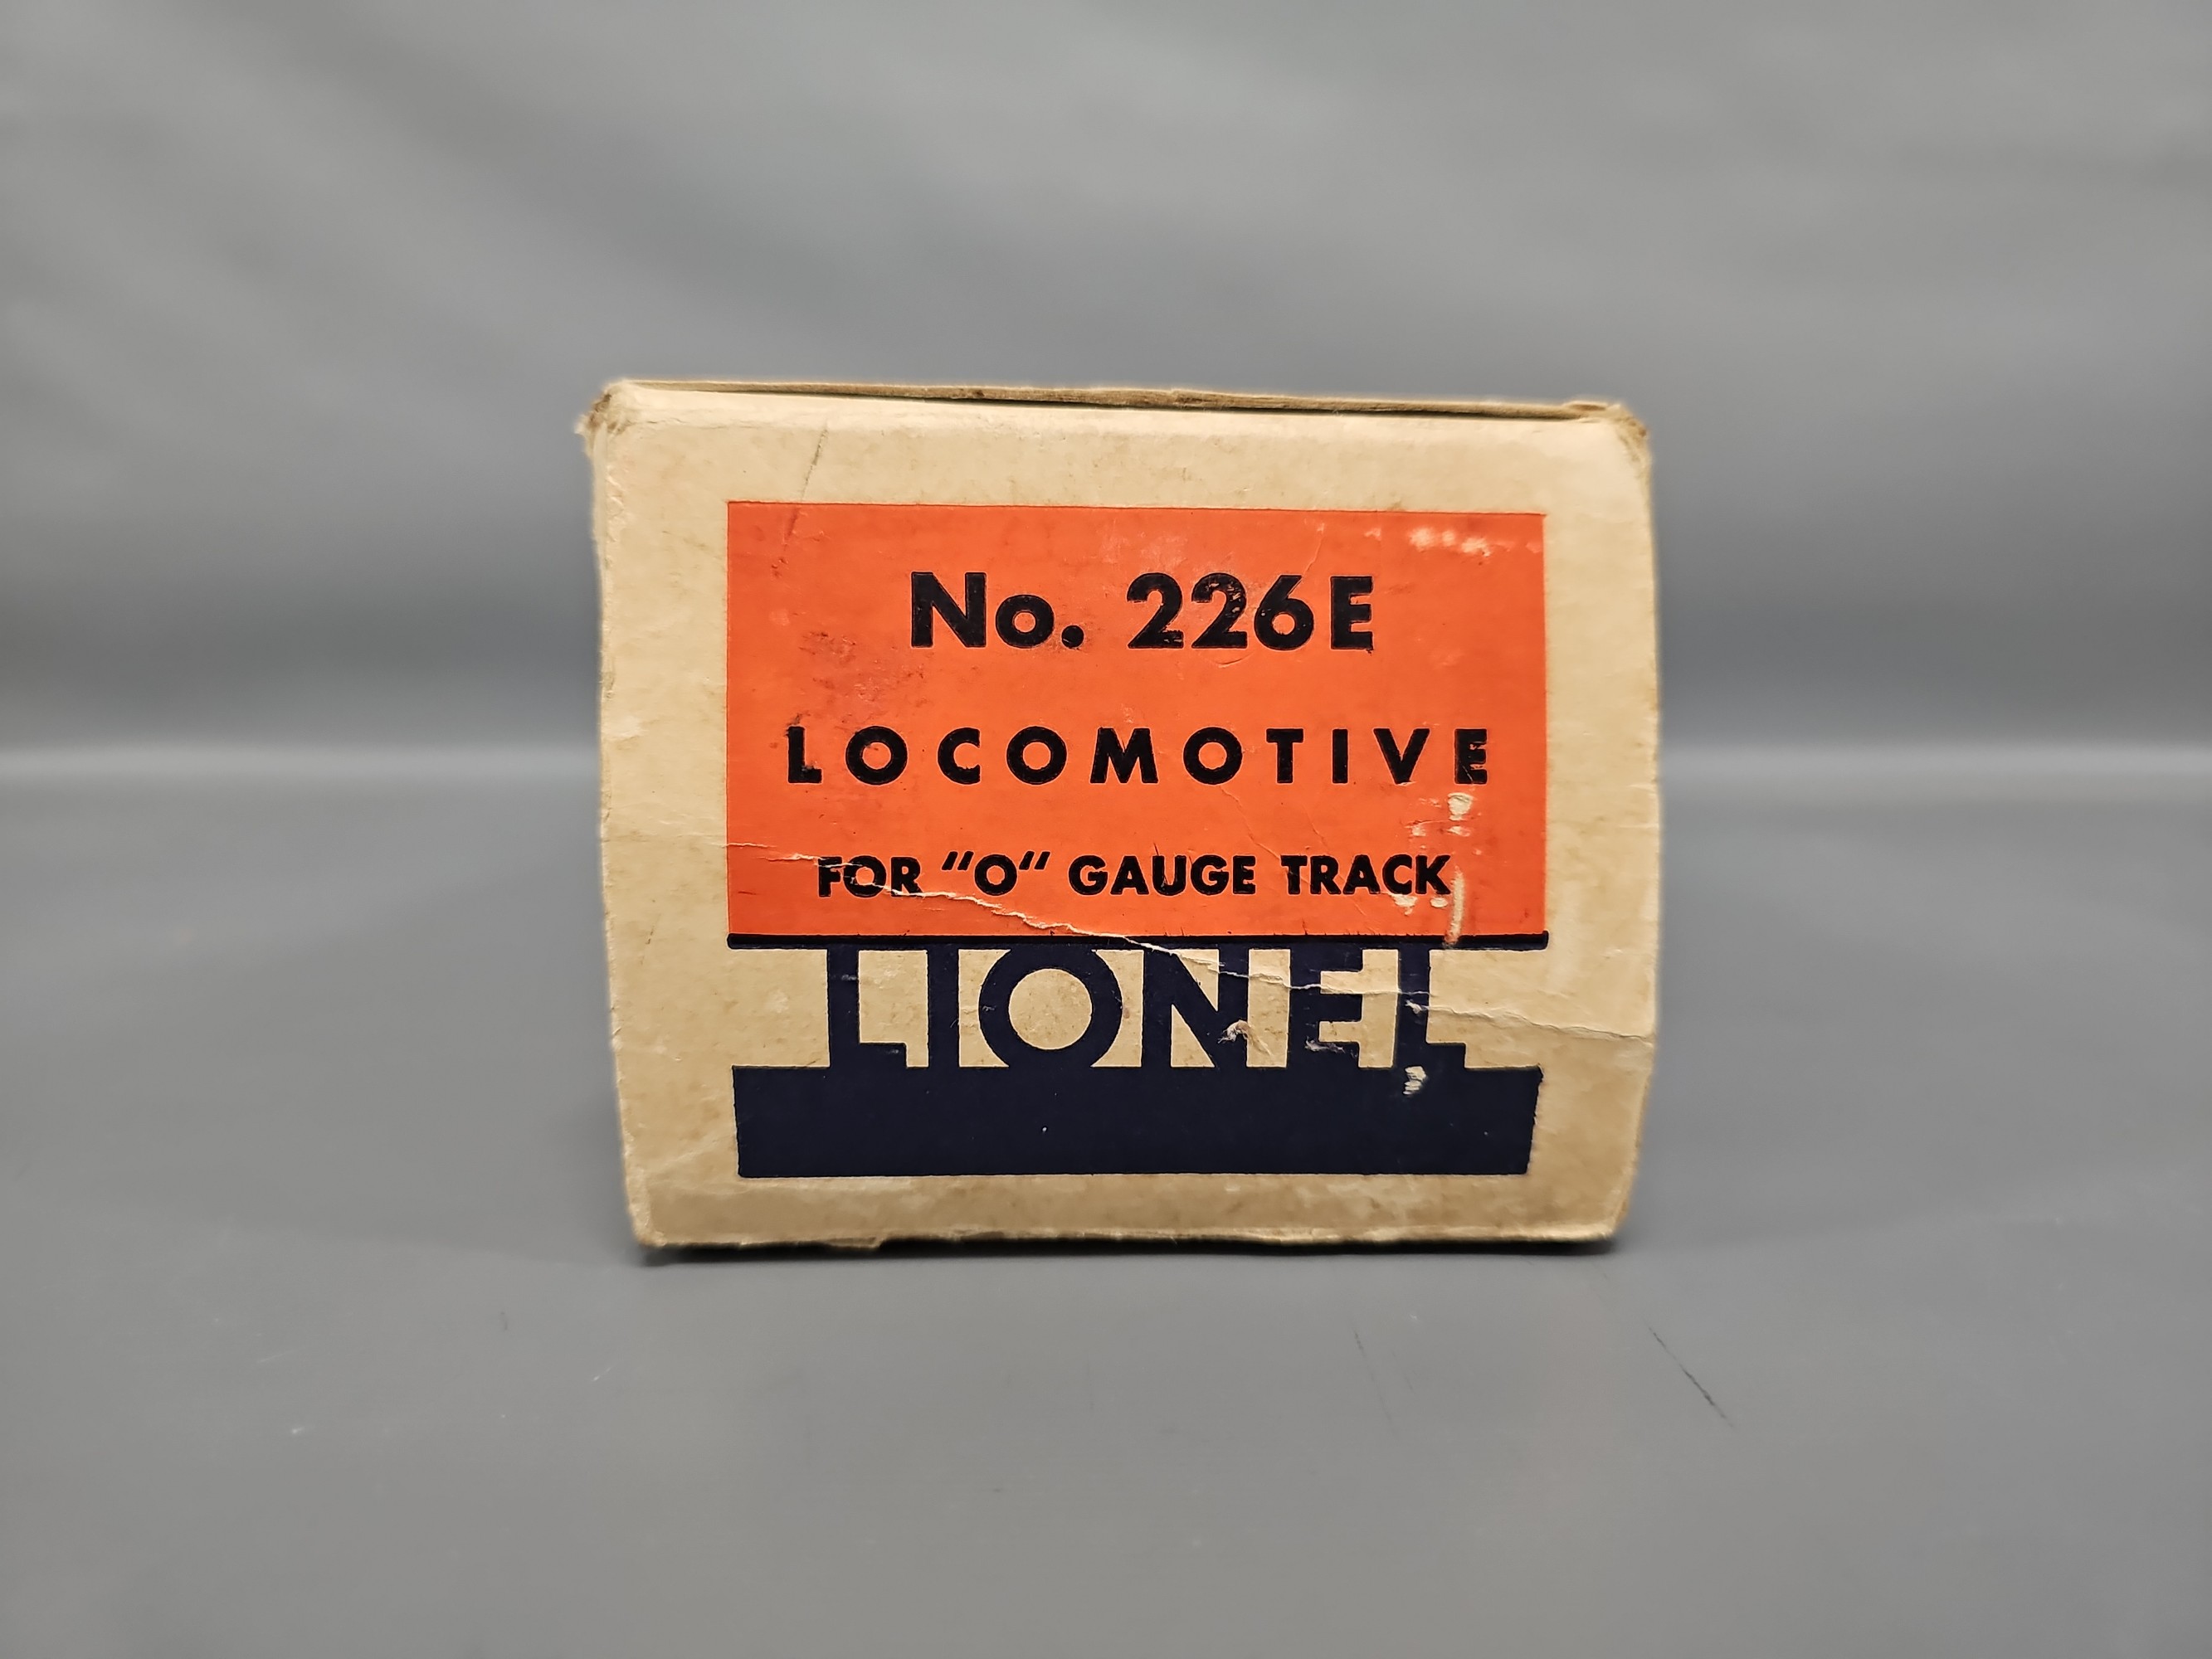 No. 226E
LOCOMOTIVE
FOR "O" GAUGE TRACK
LIONEL